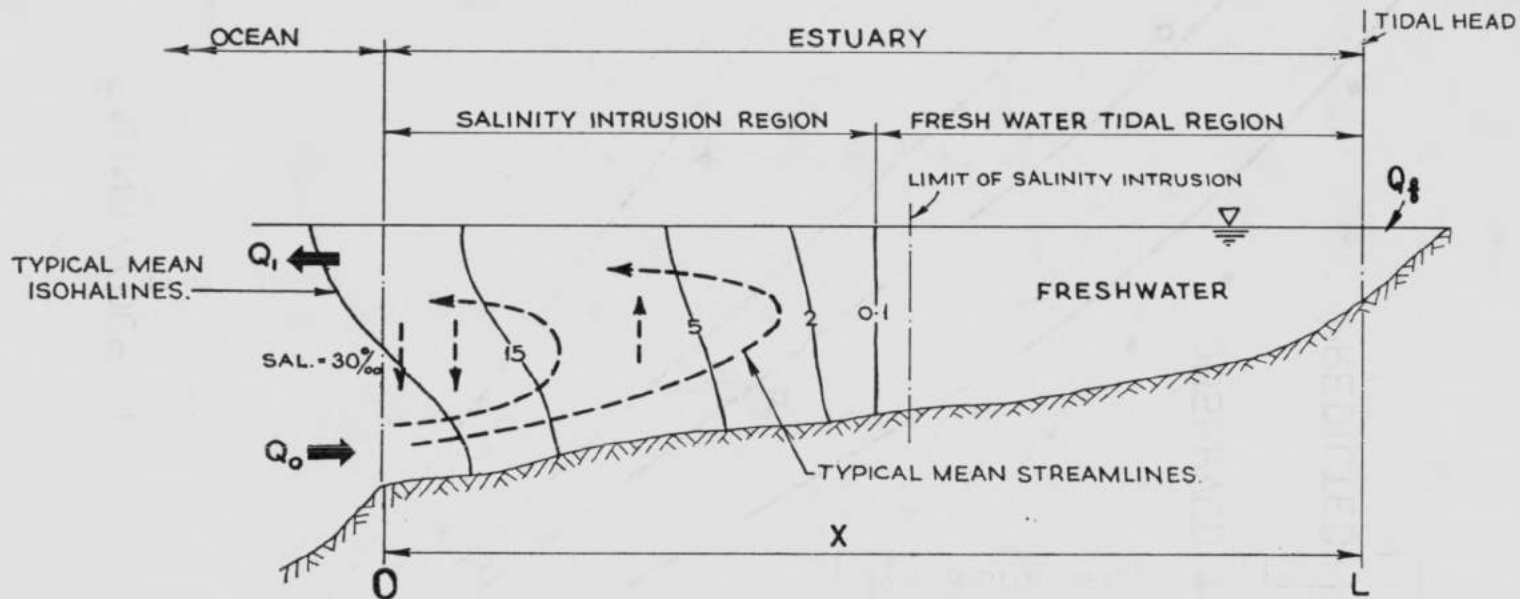 OCEAN
ESTUARY
TIDAL HEAD
SALINITY INTRUSION REGION
FRESH WATER TIDAL REGION
LIMIT OF SALINITY INTRUSION
Qf
Q1
TYPICAL MEAN
ISOHALINES.
FRESHWATER
SAL. = 30‰
15
5
2
0·1
Q0
TYPICAL MEAN STREAMLINES.
X
O
L